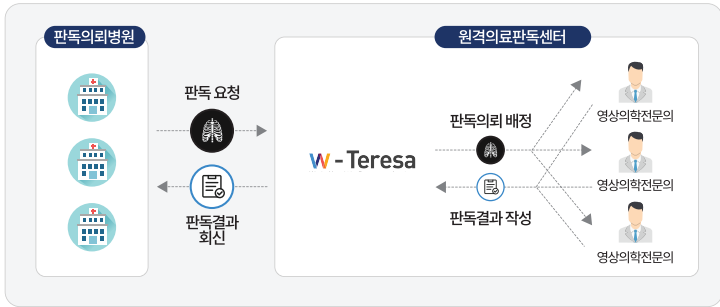 판독의뢰병원
원격의료판독센터
판독 요청
판독결과
회신
W-Teresa
판독의뢰 배정
판독결과 작성
영상의학전문의
영상의학전문의
영상의학전문의